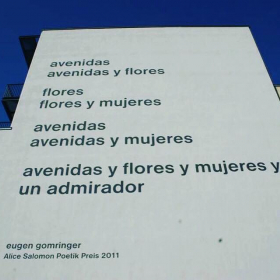 avenidas
avenidas y flores
flores
flores y mujeres
avenidas
avenidas y mujeres
avenidas y flores y mujeres y
un admirador
eugen gomringer
Alice Salomon Poetik Preis 2011